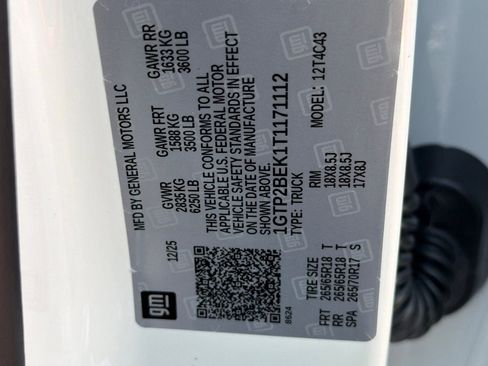 MFD BY GENERAL MOTORS LLC
12/25
GVWR
2835 KG
6250 LB
GAWR FRT
1588 KG
3500 LB
GAWR RR
1633 KG
3600 LB
THIS VEHICLE CONFORMS TO ALL
APPLICABLE U.S. FEDERAL MOTOR
VEHICLE SAFETY STANDARDS IN EFFECT
ON THE DATE OF MANUFACTURE
SHOWN ABOVE.
1GTP2BEK1T1171112
TYPE: TRUCK
MODEL: 12T4C43
gm
8624
TIRE SIZE RIM
FRT 265/65R18 T 18X8.5J
RR 265/65R18 T 18X8.5J
SPA 265/70R17 S 17X8J